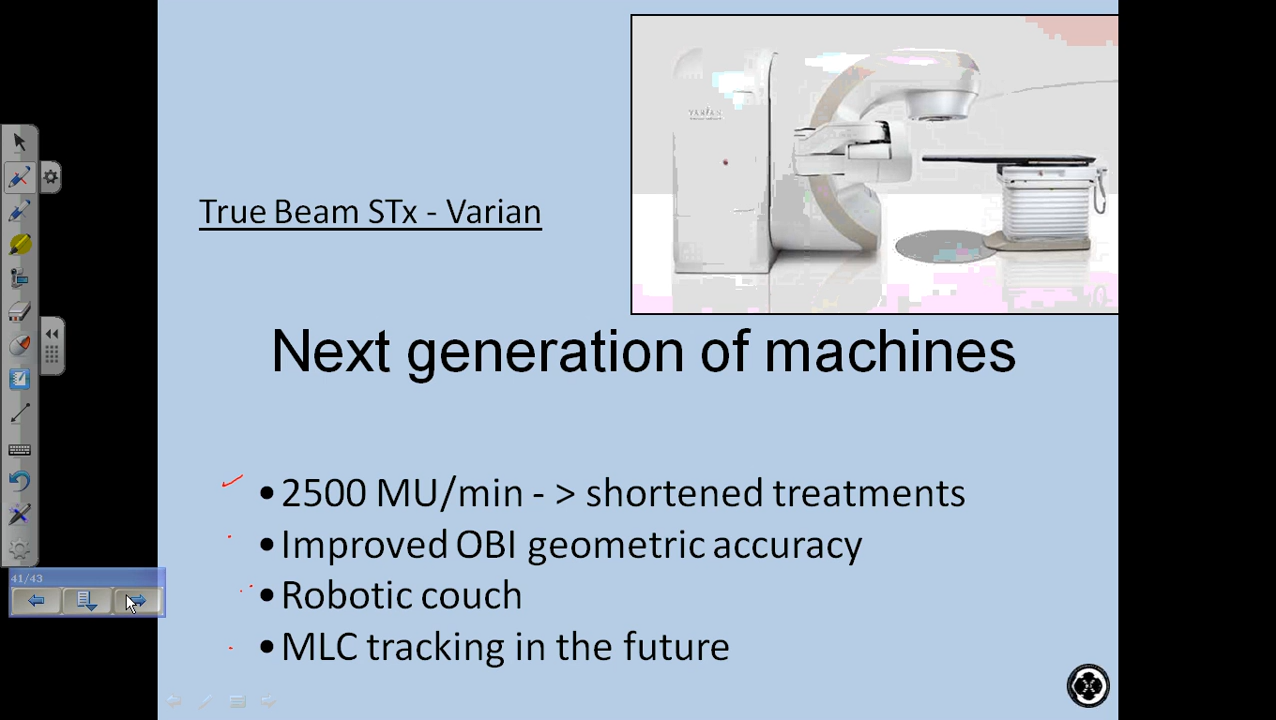 VARIAN
True Beam STx - Varian
Next generation of machines
•2500 MU/min - > shortened treatments
•Improved OBI geometric accuracy
•Robotic couch
•MLC tracking in the future
41/43